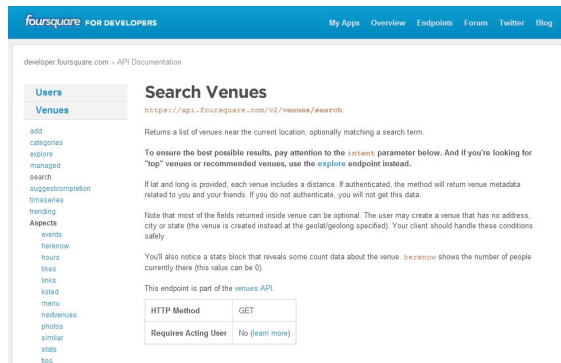 foursquare FOR DEVELOPERS
My Apps Overview Endpoints Forum Twitter Blog
developer.foursquare.com » API Documentation
Users
Venues
add
categories
explore
managed
search
suggestcompletion
timeseries
trending
Aspects
events
herenow
hours
likes
links
listed
menu
nextvenues
photos
similar
stats
tips
Search Venues
https://api.foursquare.com/v2/venues/search
Returns a list of venues near the current location, optionally matching a search term.
To ensure the best possible results, pay attention to the intent parameter below. And if you're looking for
"top" venues or recommended venues, use the explore endpoint instead.
If lat and long is provided, each venue includes a distance. If authenticated, the method will return venue metadata
related to you and your friends. If you do not authenticate, you will not get this data.
Note that most of the fields returned inside venue can be optional. The user may create a venue that has no address,
city or state (the venue is created instead at the geolat/geolong specified). Your client should handle these conditions
safely.
You'll also notice a stats block that reveals some count data about the venue. herenow shows the number of people
currently there (this value can be 0).
This endpoint is part of the venues API.
HTTP Method GET
Requires Acting User No (learn more)